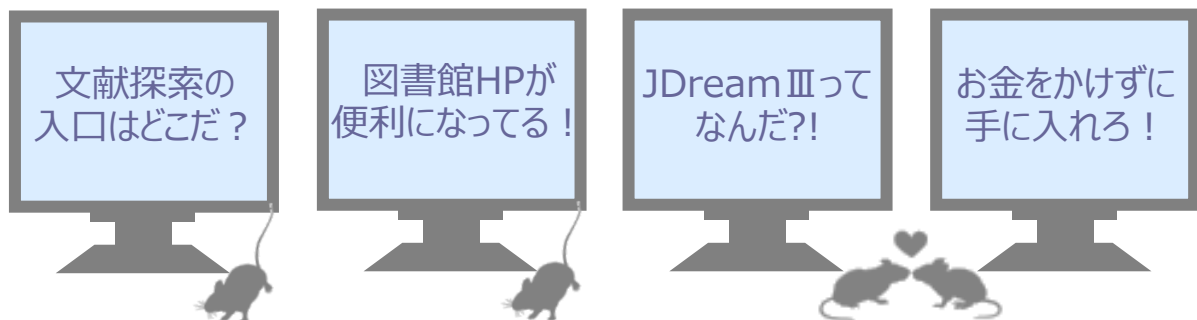 文献探索の
入口はどこだ？
図書館HPが
便利になってる！
JDreamⅢって
なんだ?!
お金をかけずに
手に入れろ！